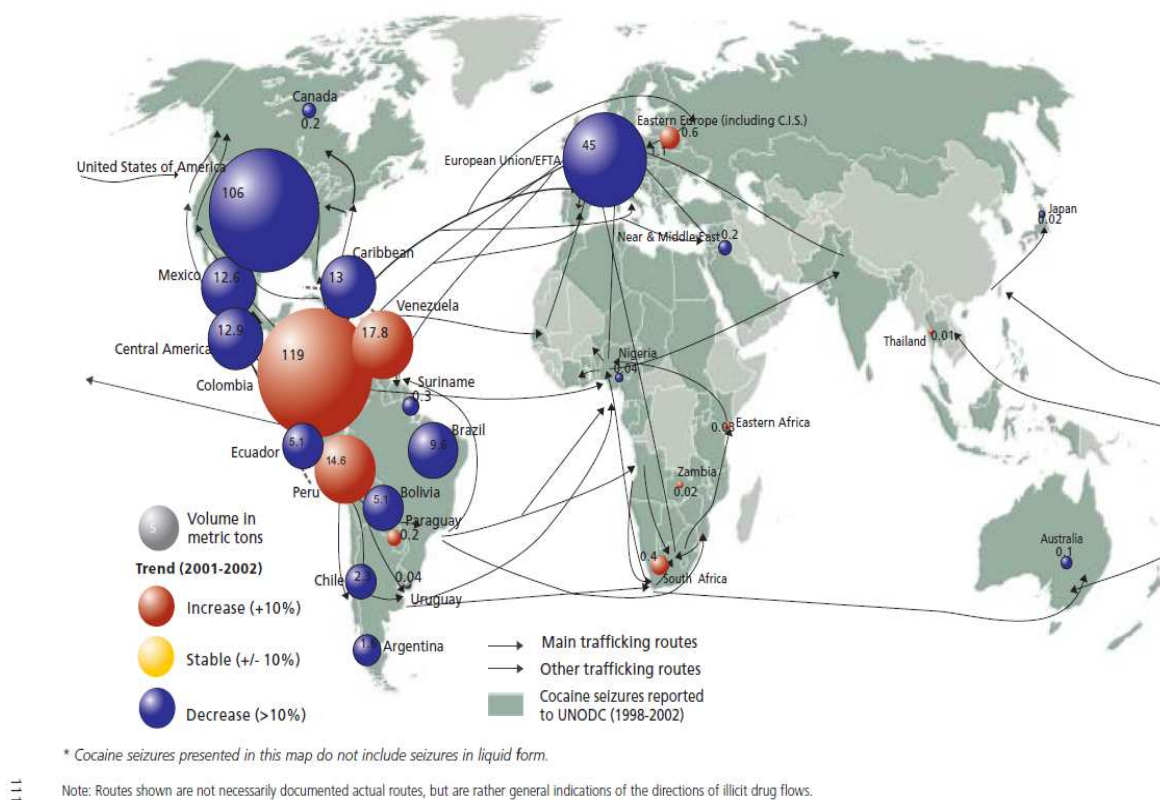 Canada
0.2
United States of America
106
European Union/EFTA
45
Eastern Europe (including C.I.S.)
0.6
1.1
Near & Middle East
0.2
Japan
0.02
Mexico
12.6
Caribbean
13
Venezuela
17.8
Central America
12.9
Colombia
119
Suriname
0.3
Nigeria
0.04
Thailand
0.01
Ecuador
5.1
Brazil
Eastern Africa
0.03
Peru
14.6
Bolivia
5.1
Zambia
0.02
Paraguay
0.2
Chile
0.04
Uruguay
0.4
South Africa
Australia
0.1
Argentina
5
Volume in
metric tons
Trend (2001-2002)
Increase (+10%)
Stable (+/- 10%)
Decrease (>10%)
Main trafficking routes
Other trafficking routes
Cocaine seizures reported
to UNODC (1998-2002)
* Cocaine seizures presented in this map do not include seizures in liquid form.
Note: Routes shown are not necessarily documented actual routes, but are rather general indications of the directions of illicit drug flows.
111